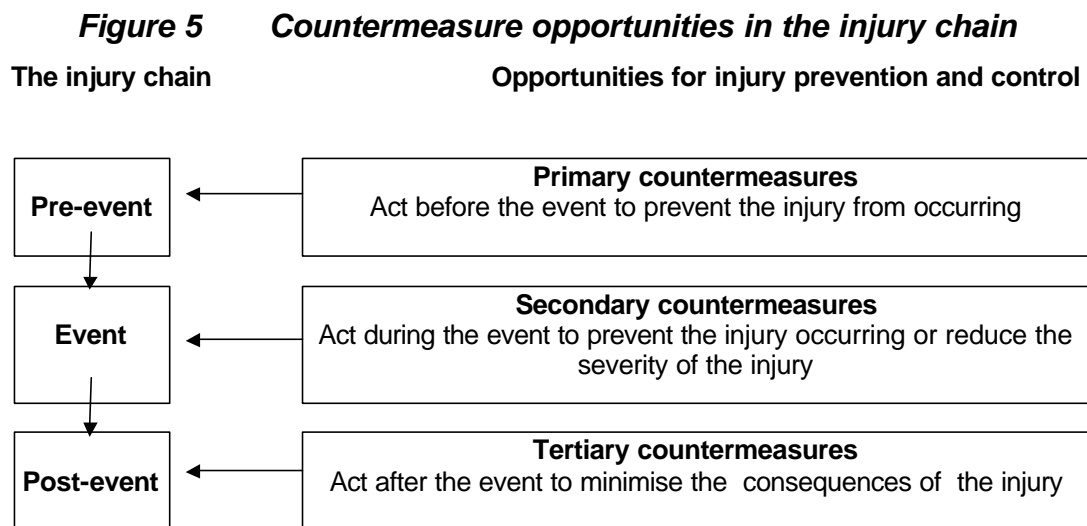 Figure 5 Countermeasure opportunities in the injury chain
The injury chain Opportunities for injury prevention and control
Pre-event
Primary countermeasures
Act before the event to prevent the injury from occurring
Event
Secondary countermeasures
Act during the event to prevent the injury occurring or reduce the
severity of the injury
Post-event
Tertiary countermeasures
Act after the event to minimise the consequences of the injury